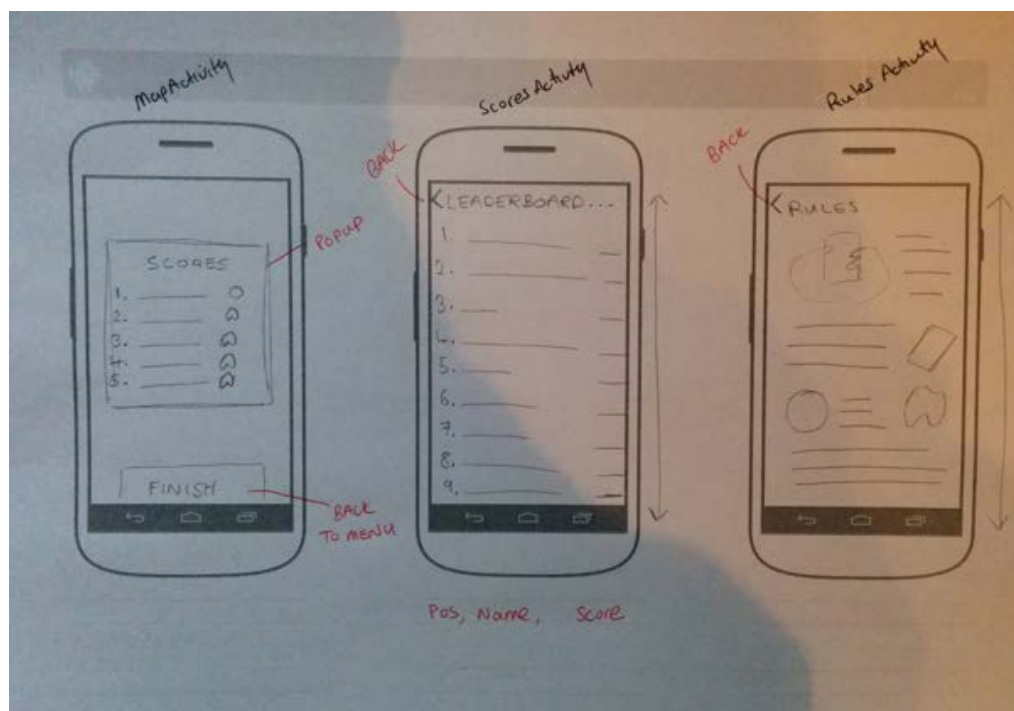 MapActivity
Scores Activity
Rules Activity
POPUP
SCORES
1.
2.
3.
4.
5.
FINISH
BACK
TO MENU
BACK
LEADERBOARD...
1.
2.
3.
4.
5.
6.
7.
8.
9.
Pos, Name, Score
BACK
RULES